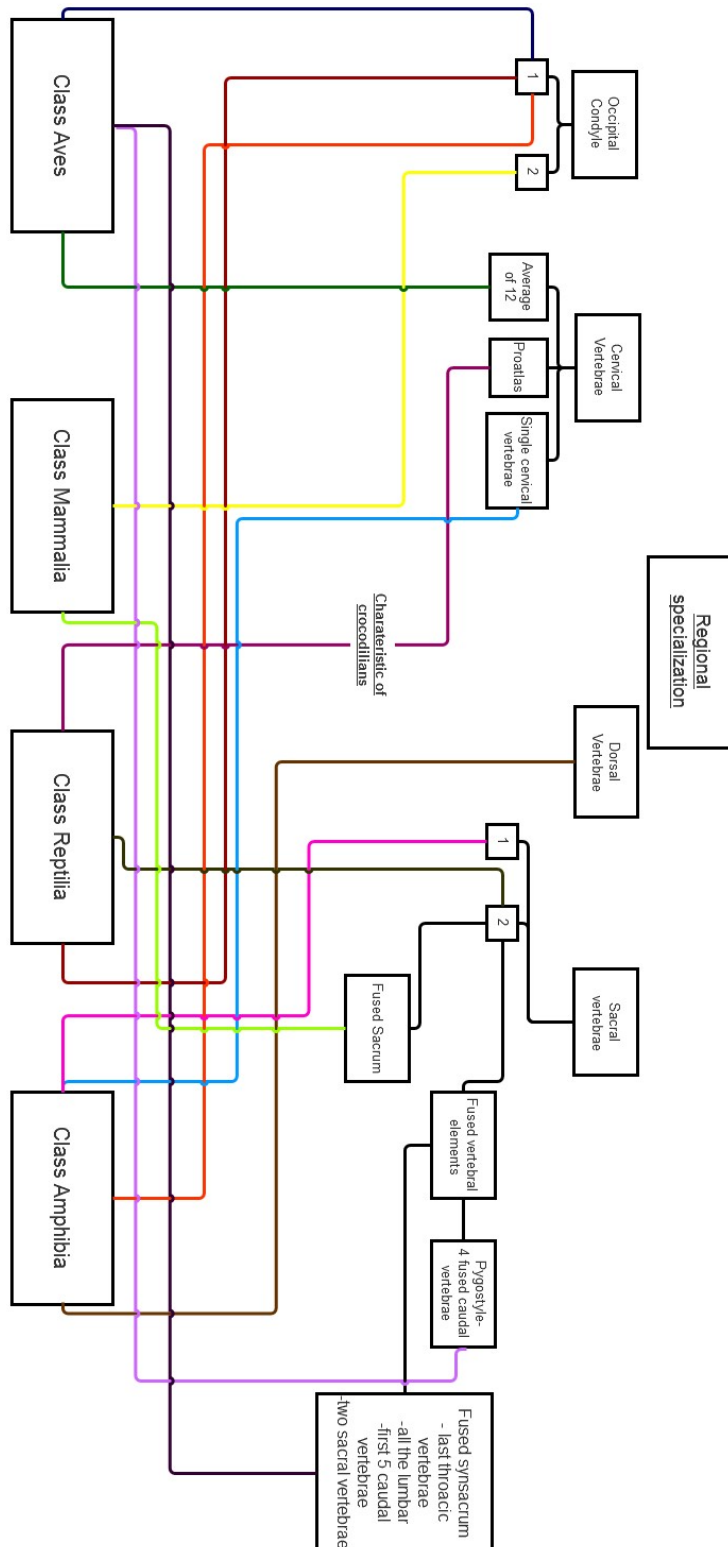 Regional
specialization
Occipital
Condyle
1
2
Cervical
Vertebrae
Average
of 12
Proatlas
Single cervical
vertebrae
Charateristic of
crocodilians
Dorsal
Vertebrae
Sacral
vertebrae
1
2
Fused Sacrum
Fused vertebral
elements
Pygostyle-
4 fused caudal
vertebrae
Fused synsacrum
- last throacic
vertebrae
-all the lumbar
-first 5 caudal
vertebrae
-two sacral vertebrae
Class Aves
Class Mammalia
Class Reptilia
Class Amphibia